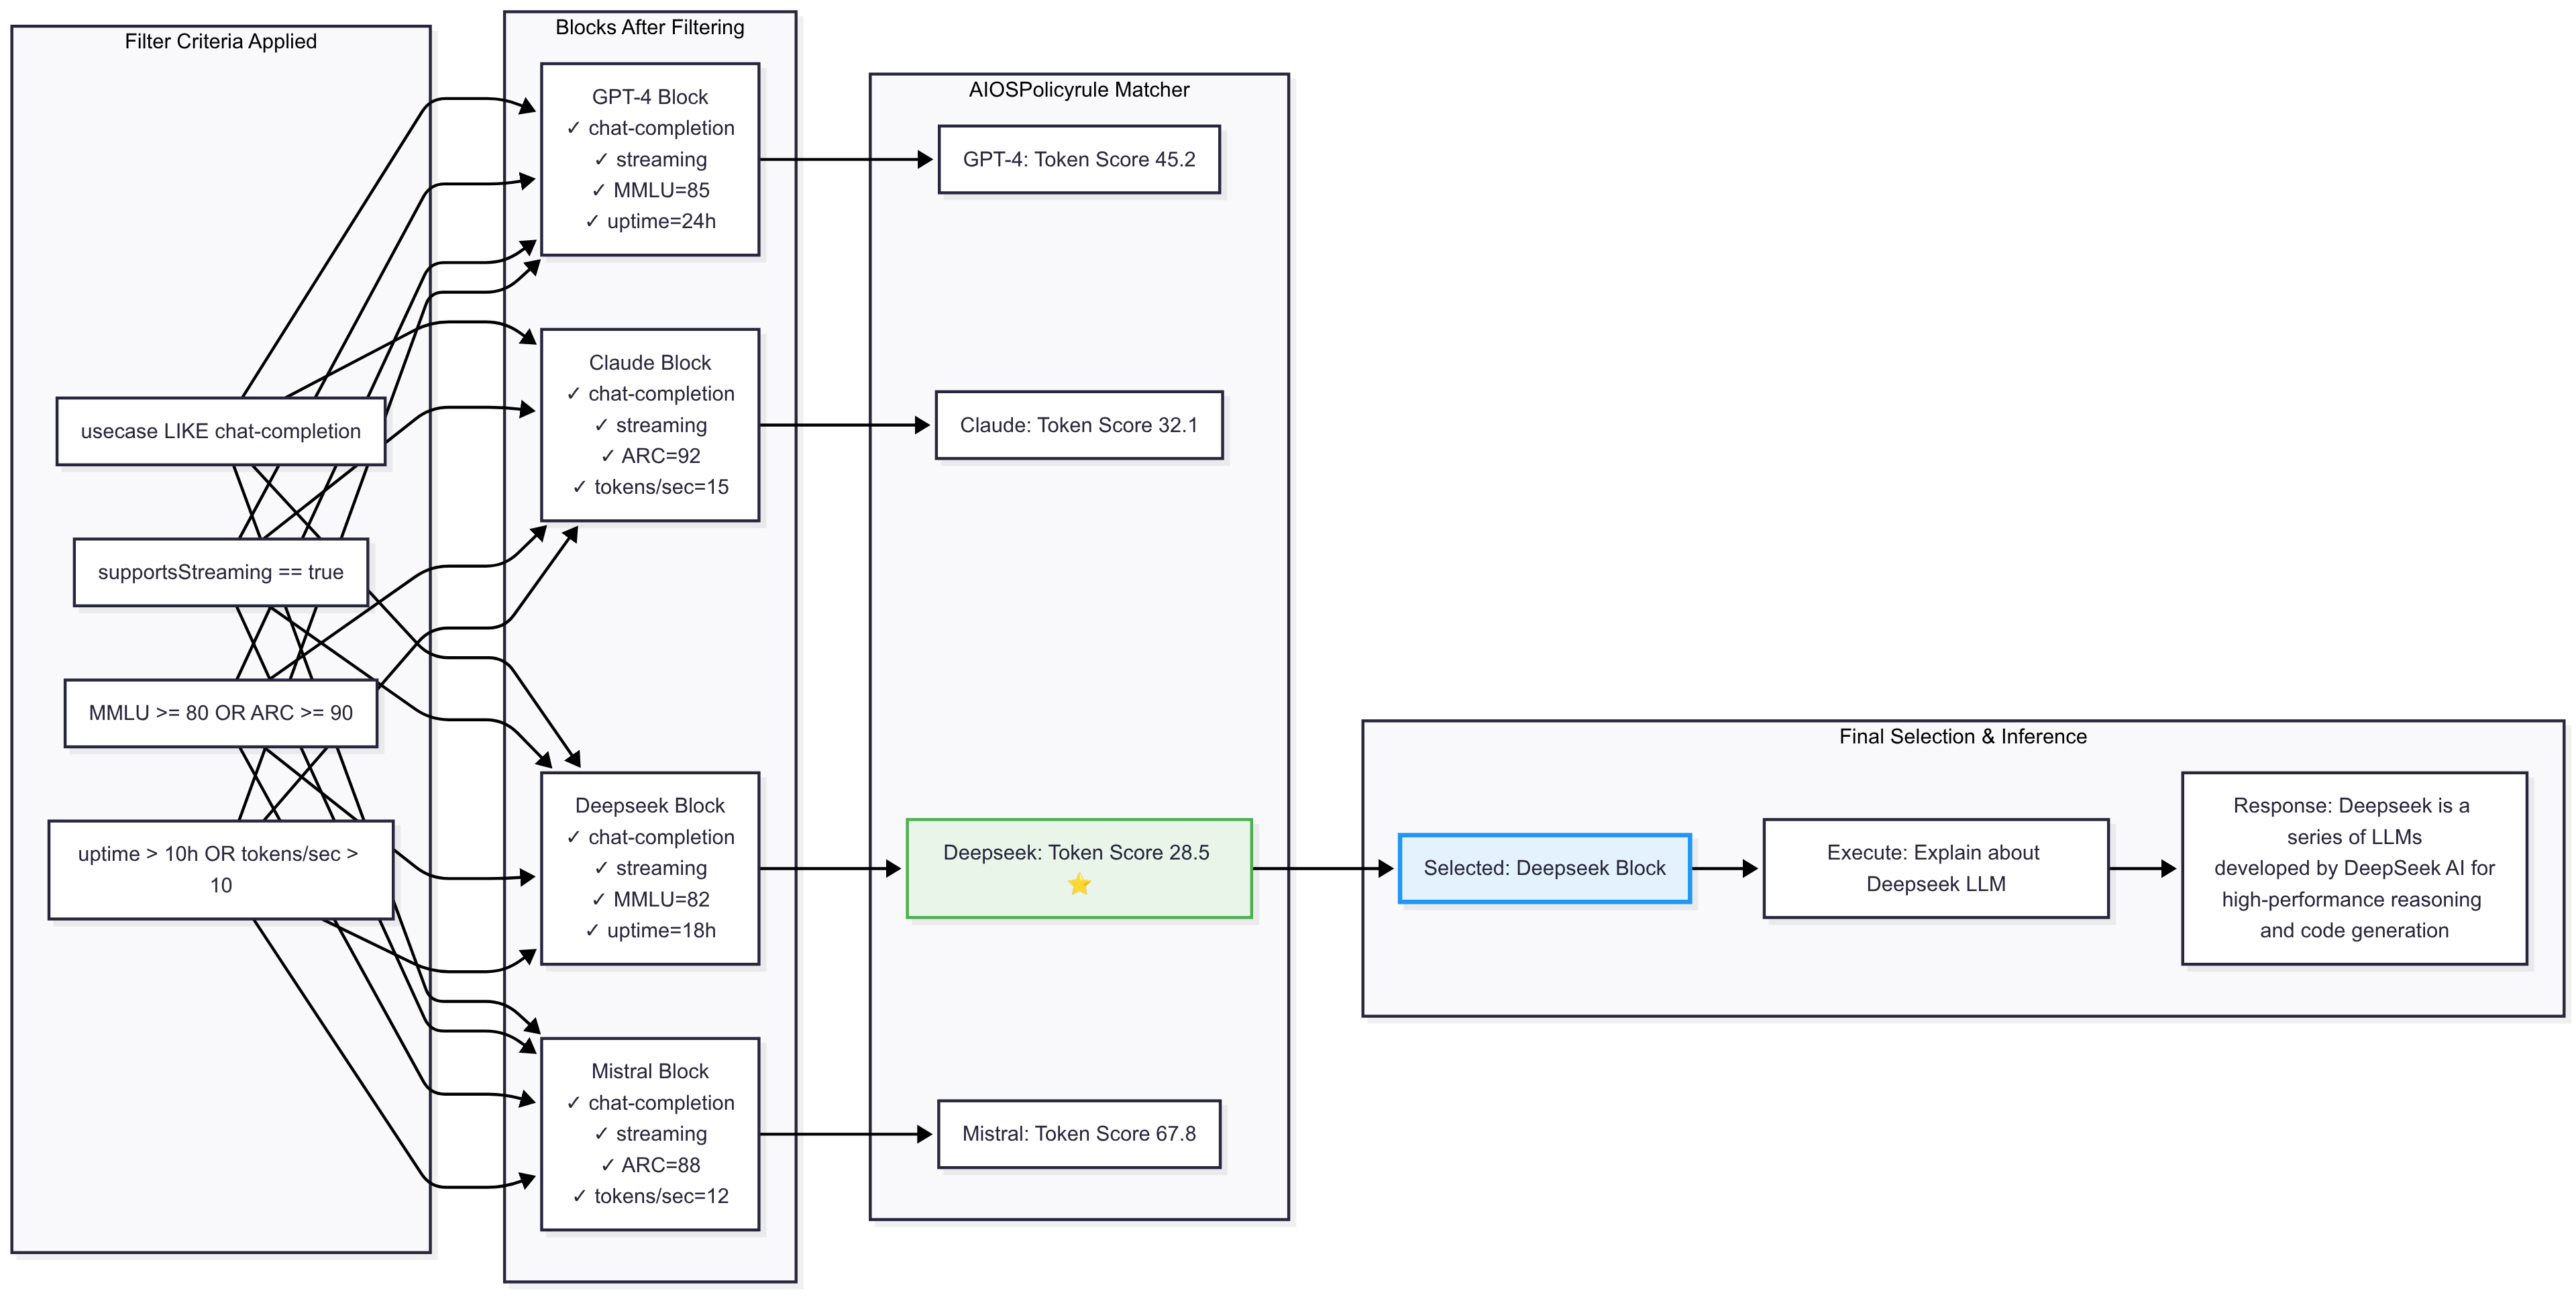 Filter Criteria Applied
usecase LIKE chat-completion
supportsStreaming == true
MMLU >= 80 OR ARC >= 90
uptime > 10h OR tokens/sec >
10
Blocks After Filtering
GPT-4 Block
✓ chat-completion
✓ streaming
✓ MMLU=85
✓ uptime=24h
Claude Block
✓ chat-completion
✓ streaming
✓ ARC=92
✓ tokens/sec=15
Deepseek Block
✓ chat-completion
✓ streaming
✓ MMLU=82
✓ uptime=18h
Mistral Block
✓ chat-completion
✓ streaming
✓ ARC=88
✓ tokens/sec=12
AIOSPolicyrule Matcher
GPT-4: Token Score 45.2
Claude: Token Score 32.1
Deepseek: Token Score 28.5
⭐
Mistral: Token Score 67.8
Final Selection & Inference
Selected: Deepseek Block
Execute: Explain about
Deepseek LLM
Response: Deepseek is a
series of LLMs
developed by DeepSeek AI for
high-performance reasoning
and code generation